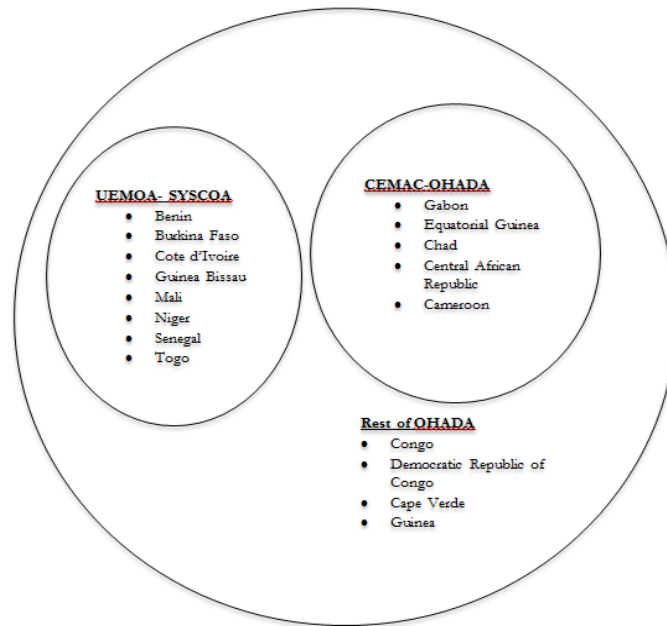 UEMOA- SYSCOA
• Benin
• Burkina Faso
• Cote d'Ivoire
• Guinea Bissau
• Mali
• Niger
• Senegal
• Togo
CEMAC-OHADA
• Gabon
• Equatorial Guinea
• Chad
• Central African
Republic
• Cameroon
Rest of OHADA
• Congo
• Democratic Republic of
Congo
• Cape Verde
• Guinea